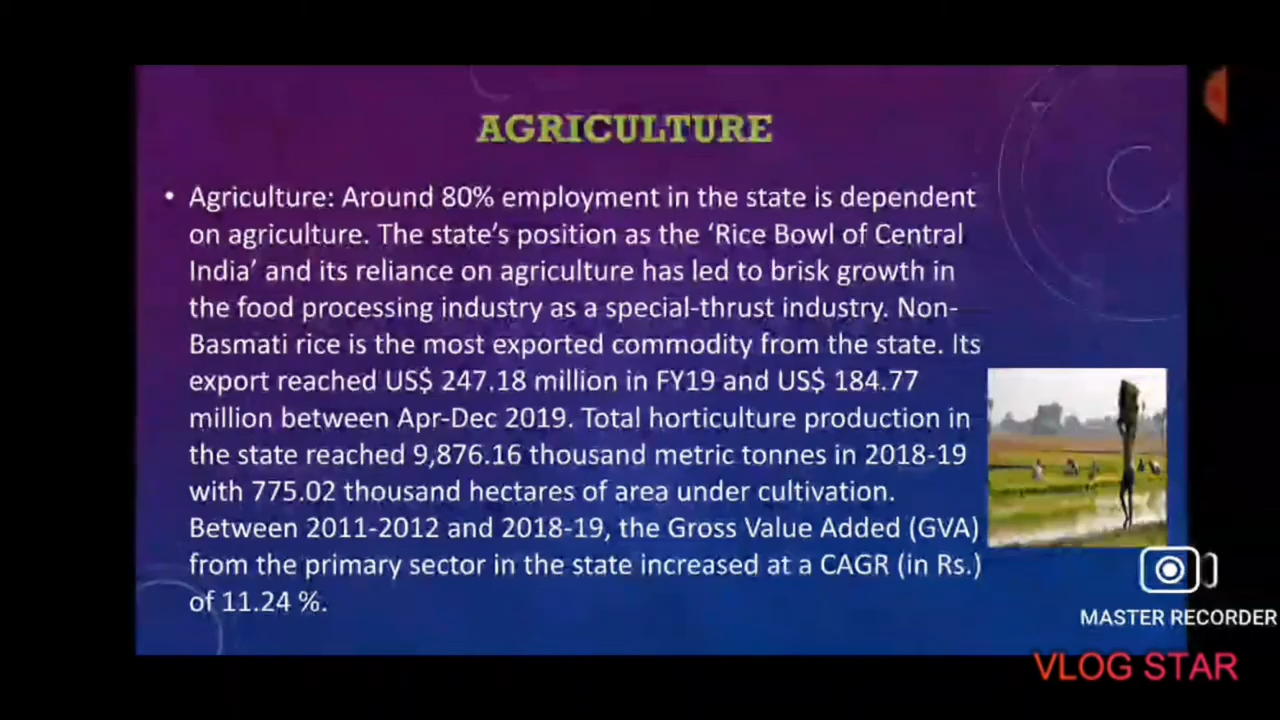 AGRICULTURE
• Agriculture: Around 80% employment in the state is dependent
on agriculture. The state's position as the 'Rice Bowl of Central
India' and its reliance on agriculture has led to brisk growth in
the food processing industry as a special-thrust industry. Non-
Basmati rice is the most exported commodity from the state. Its
export reached US$ 247.18 million in FY19 and US$ 184.77
million between Apr-Dec 2019. Total horticulture production in
the state reached 9,876.16 thousand metric tonnes in 2018-19
with 775.02 thousand hectares of area under cultivation.
Between 2011-2012 and 2018-19, the Gross Value Added (GVA)
from the primary sector in the state increased at a CAGR (in Rs.)
of 11.24 %.
MASTER RECORDER
VLOG STAR